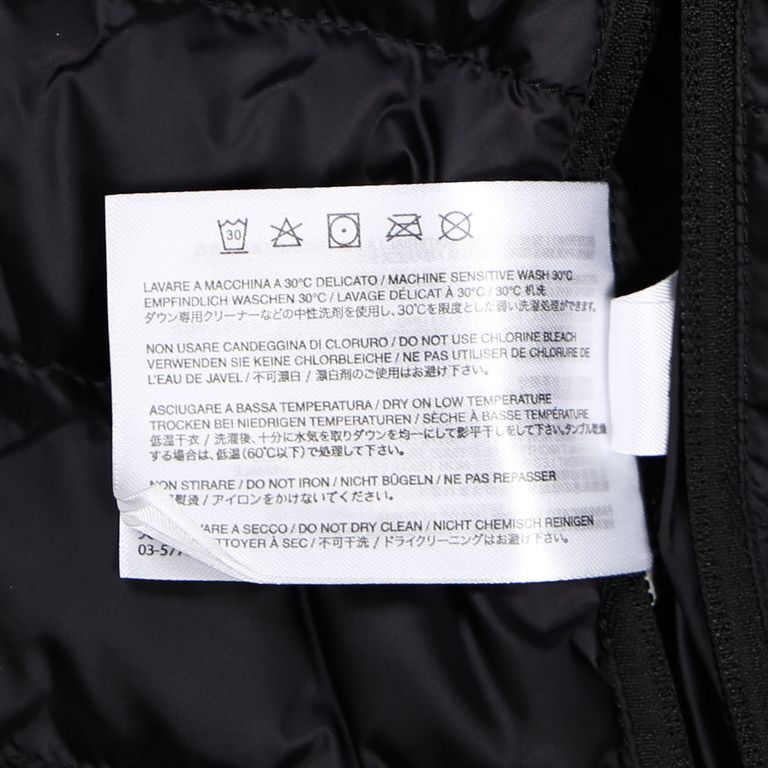 30
LAVARE A MACCHINA A 30°C DELICATO / MACHINE SENSITIVE WASH 30°C
EMPFINDLICH WASCHEN 30°C / LAVAGE DÉLICAT À 30°C / 30°C 机洗
ダウン専用クリーナーなどの中性洗剤を使用し、30℃を限度とした弱い洗濯処理ができます。
NON USARE CANDEGGINA DI CLORURO / DO NOT USE CHLORINE BLEACH
VERWENDEN SIE KEINE CHLORBLEICHE / NE PAS UTILISER DE CHLORURE DE
L'EAU DE JAVEL / 不可漂白 / 漂白剤のご使用はお避け下さい。
ASCIUGARE A BASSA TEMPERATURA / DRY ON LOW TEMPERATURE
TROCKEN BEI NIEDRIGEN TEMPERATUREN / SÈCHE À BASSE TEMPÉRATURE
低温干衣 / 洗濯後、十分に水気を取りダウンを均一にして影平干しをして下さい。タンブル乾燥
する場合は、低温(60℃以下)で処理して下さい。
NON STIRARE / DO NOT IRON / NICHT BÜGELN / NE PAS REPASSER
熨烫 / アイロンをかけないでください。
VARE A SECCO / DO NOT DRY CLEAN / NICHT CHEMISCH REINIGEN
03-577 TTOYER À SEC / 不可干洗 / ドライクリーニングはお避け下さい。